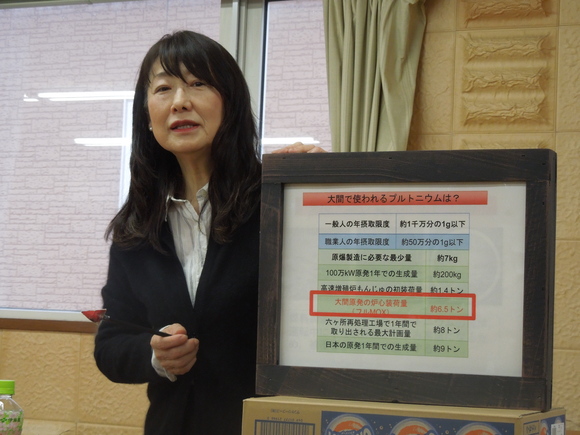 大間で使われるプルトニウムは？
一般人の年摂取限度 約1千万分の1g以下
職業人の年摂取限度 約50万分の1g以下
原爆製造に必要な最少量 約7kg
100万kW原発1年での生成量 約200kg
高速増殖炉もんじゅの初装荷量 約1.4トン
大間原発の炉心装荷量 約6.5トン
（フルMOX）
六ヶ所再処理工場で1年間で 約8トン
取り出される最大計画量
日本の原発1年間での生成量 約9トン